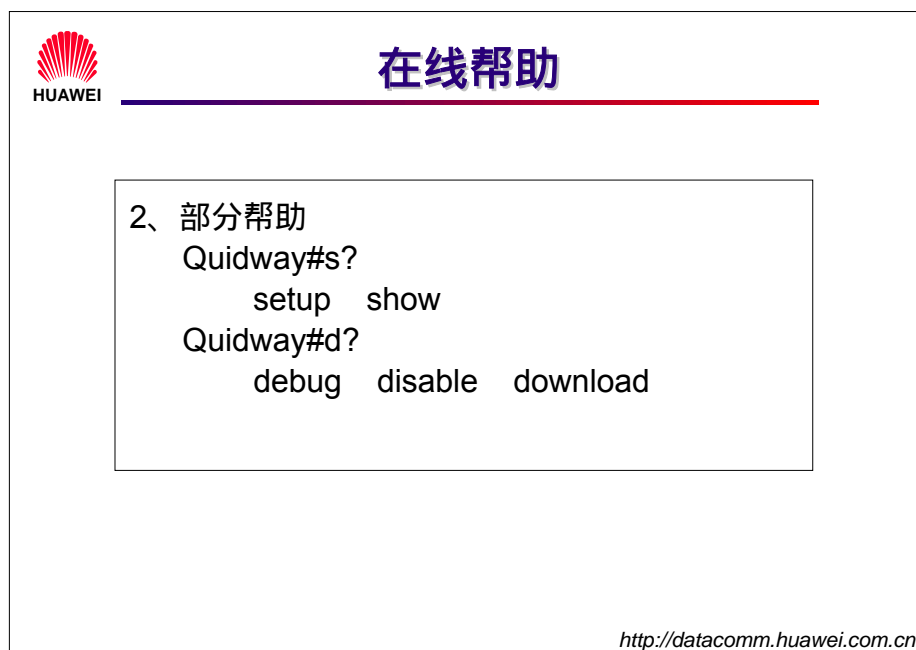 HUAWEI
在线帮助
2、部分帮助
Quidway#s?
setup show
Quidway#d?
debug disable download
http://datacomm.huawei.com.cn